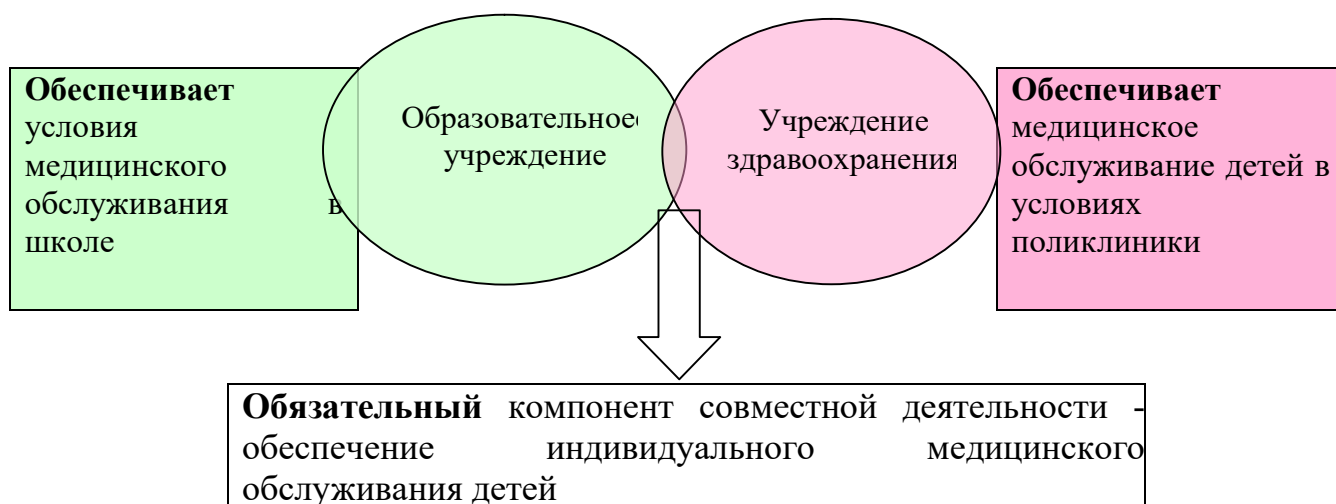 Обеспечивает
условия
медицинского
обслуживания в
школе
Образовательное
учреждение
Учреждение
здравоохранения
Обеспечивает
медицинское
обслуживание детей в
условиях
поликлиники
Обязательный компонент совместной деятельности -
обеспечение индивидуального медицинского
обслуживания детей